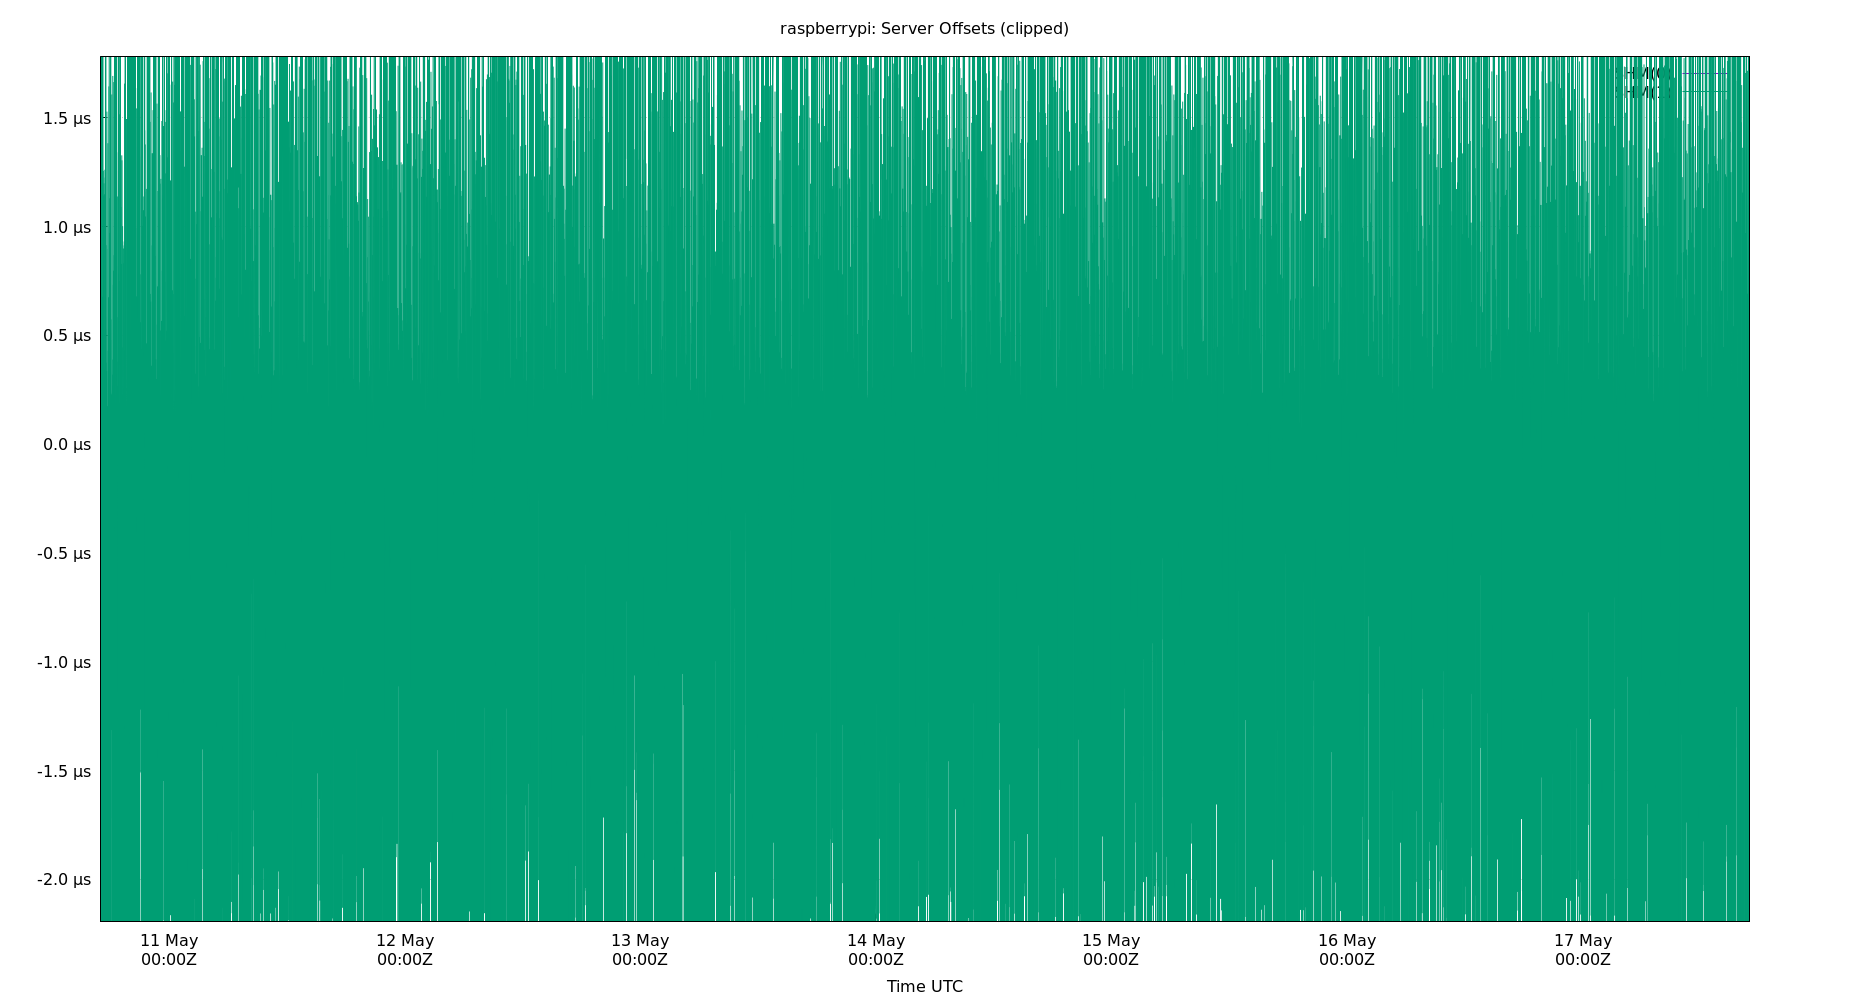 raspberrypi: Server Offsets (clipped)
1.5 µs
1.0 µs
0.5 µs
0.0 µs
-0.5 µs
-1.0 µs
-1.5 µs
-2.0 µs
11 May 12 May 13 May 14 May 15 May 16 May 17 May
00:00Z 00:00Z 00:00Z 00:00Z 00:00Z 00:00Z 00:00Z
Time UTC